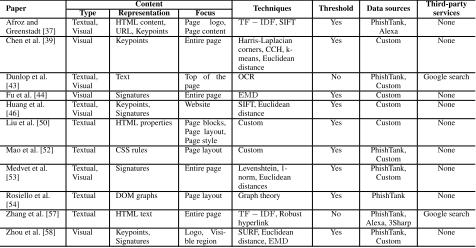 Paper Content Techniques Threshold Data sources Third-party services
Type Representation Focus
Afroz and Greenstadt [37] Textual, Visual HTML content, URL, Keypoints Page logo, Page content TF − IDF, SIFT Yes PhishTank, Alexa None
Chen et al. [39] Visual Keypoints Entire page Harris-Laplacian corners, CCH, k-means, Euclidean distance Yes Custom None
Dunlop et al. [43] Textual, Visual Text Top of the page OCR No PhishTank, Custom Google search
Fu et al. [44] Visual Signatures Entire page EMD Yes Custom None
Huang et al. [46] Textual, Visual Keypoints, Signatures Website SIFT, Euclidean distance Yes Custom None
Liu et al. [50] Textual HTML properties Page blocks, Page layout, Page style Custom Yes Custom None
Mao et al. [52] Textual CSS rules Page layout Custom Yes PhishTank, Custom None
Medvet et al. [53] Textual, Visual Signatures Entire page Levenshtein, 1-norm, Euclidean distances Yes PhishTank, Custom None
Rosiello et al. [54] Textual DOM graphs Page layout Graph theory Yes PhishTank None
Zhang et al. [57] Textual HTML text Entire page TF − IDF, Robust hyperlink No PhishTank, Alexa, 3Sharp Google search
Zhou et al. [58] Visual Keypoints, Signatures Logo, Visible region SURF, Euclidean distance, EMD Yes PhishTank, Custom None